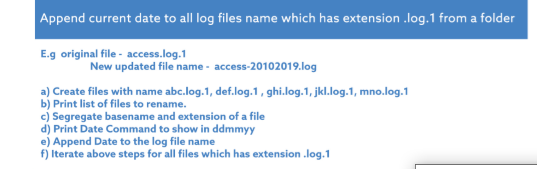 Append current date to all log files name which has extension .log.1 from a folder
E.g original file - access.log.1
New updated file name - access-20102019.log
a) Create files with name abc.log.1, def.log.1 , ghi.log.1, jkl.log.1, mno.log.1
b) Print list of files to rename.
c) Segregate basename and extension of a file
d) Print Date Command to show in ddmmyy
e) Append Date to the log file name
f) Iterate above steps for all files which has extension .log.1